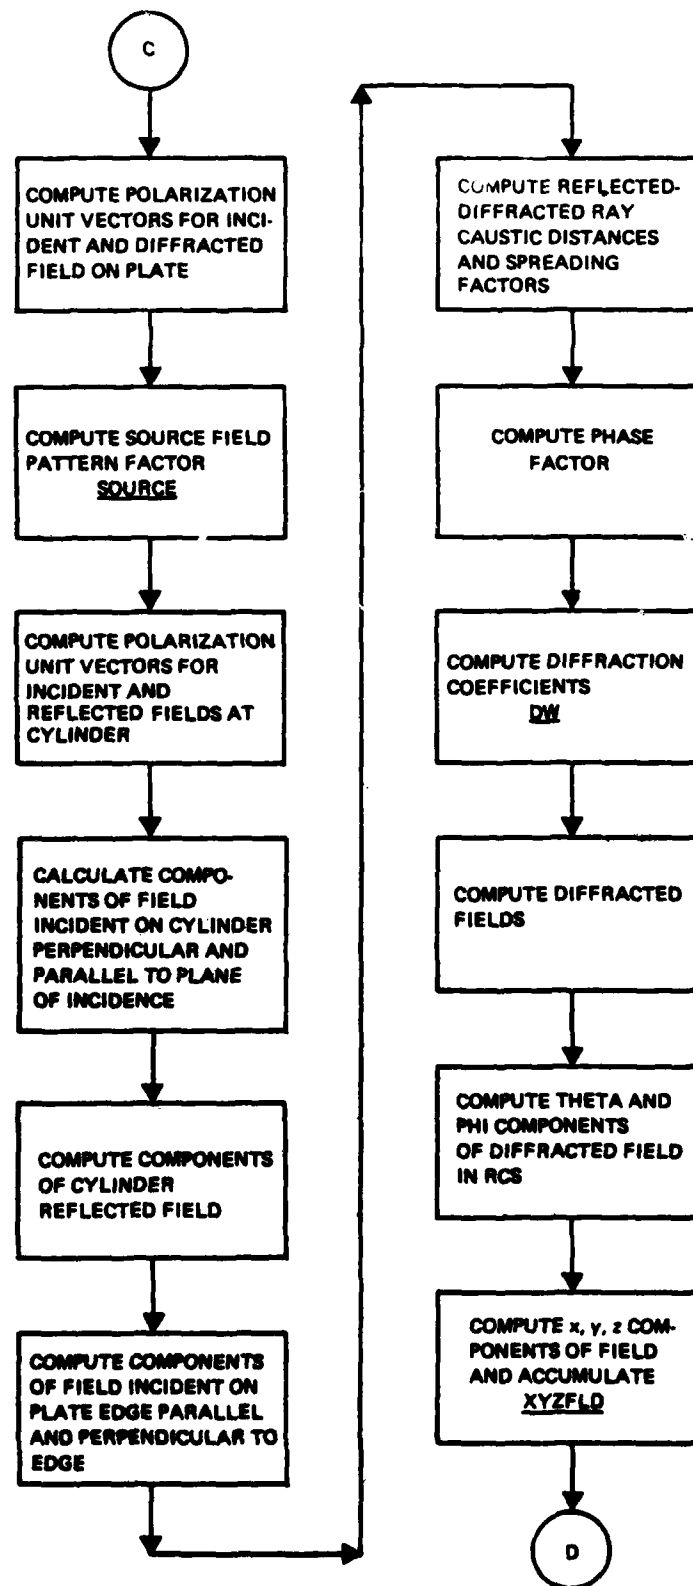 C
COMPUTE POLARIZATION
UNIT VECTORS FOR INCI-
DENT AND DIFFRACTED
FIELD ON PLATE
COMPUTE SOURCE FIELD
PATTERN FACTOR
SOURCE
COMPUTE POLARIZATION
UNIT VECTORS FOR
INCIDENT AND
REFLECTED FIELDS AT
CYLINDER
CALCULATE COMPO-
NENTS OF FIELD
INCIDENT ON CYLINDER
PERPENDICULAR AND
PARALLEL TO PLANE
OF INCIDENCE
COMPUTE COMPONENTS
OF CYLINDER
REFLECTED FIELD
COMPUTE COMPONENTS
OF FIELD INCIDENT ON
PLATE EDGE PARALLEL
AND PERPENDICULAR TO
EDGE
COMPUTE REFLECTED-
DIFFRACTED RAY
CAUSTIC DISTANCES
AND SPREADING
FACTORS
COMPUTE PHASE
FACTOR
COMPUTE DIFFRACTION
COEFFICIENTS
DW
COMPUTE DIFFRACTED
FIELDS
COMPUTE THETA AND
PHI COMPONENTS
OF DIFFRACTED FIELD
IN RCS
COMPUTE x, y, z COM-
PONENTS OF FIELD
AND ACCUMULATE
XYZFLD
D